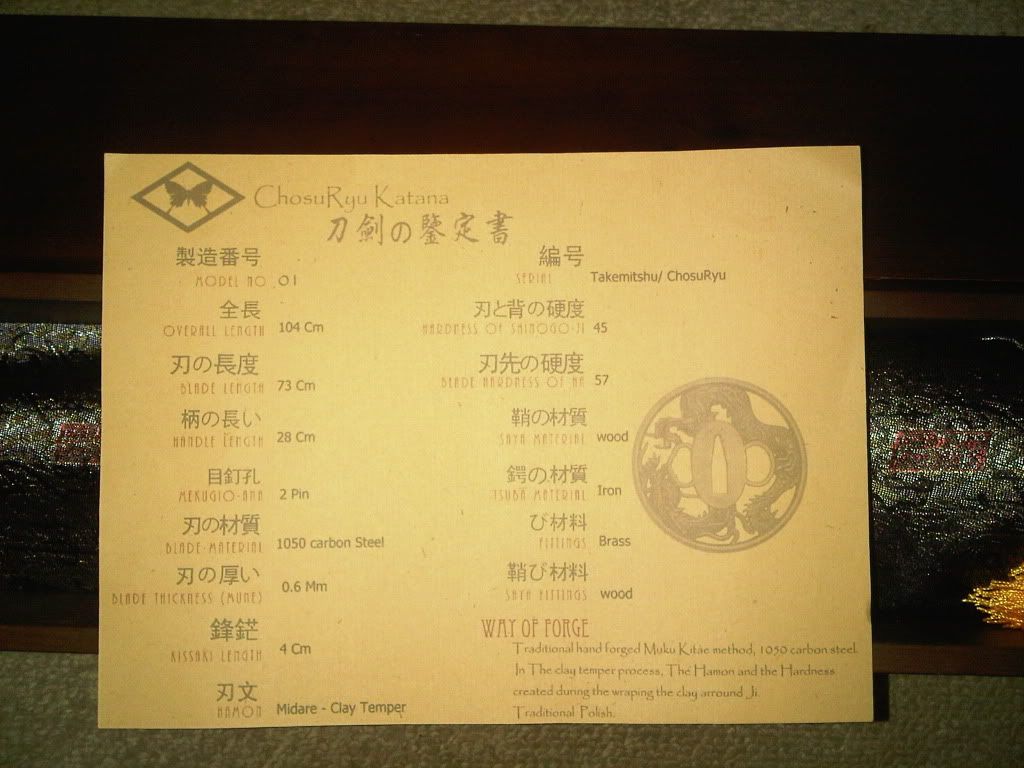 ChosuRyu Katana
刀劍の鑒定書
製造番号
MODEL NO 01
全長
OVERALL LENGTH 104 Cm
刃の長度
BLADE LENGTH 73 Cm
柄の長い
HANDLE LENGTH 28 Cm
目釘孔
MEKUGIO-ANA 2 Pin
刃の材質
BLADE-MATERIAL 1050 carbon Steel
刃の厚い
BLADE THICKNESS (MUNE) 0.6 Mm
鋒鋩
KISSAKI LENGTH 4 Cm
刃文
HAMON Midare - Clay Temper
編号
SERIAL Takemitshu/ ChosuRyu
刃と背の硬度
HARDNESS OF SHINOGO-JI 45
刃先の硬度
BLADE HARDNESS OF HA 57
鞘の材質
SAYA MATERIAL wood
鍔の材質
TSUBA MATERIAL Iron
び材料
FITTINGS Brass
鞘び材料
SAYA FITTINGS wood
WAY OF FORGE
Traditional hand forged Muku Kitae method, 1050 carbon steel.
In The clay temper process, The Hamon and the Hardness
created during the wraping the clay arround Ji.
Traditional Polish.